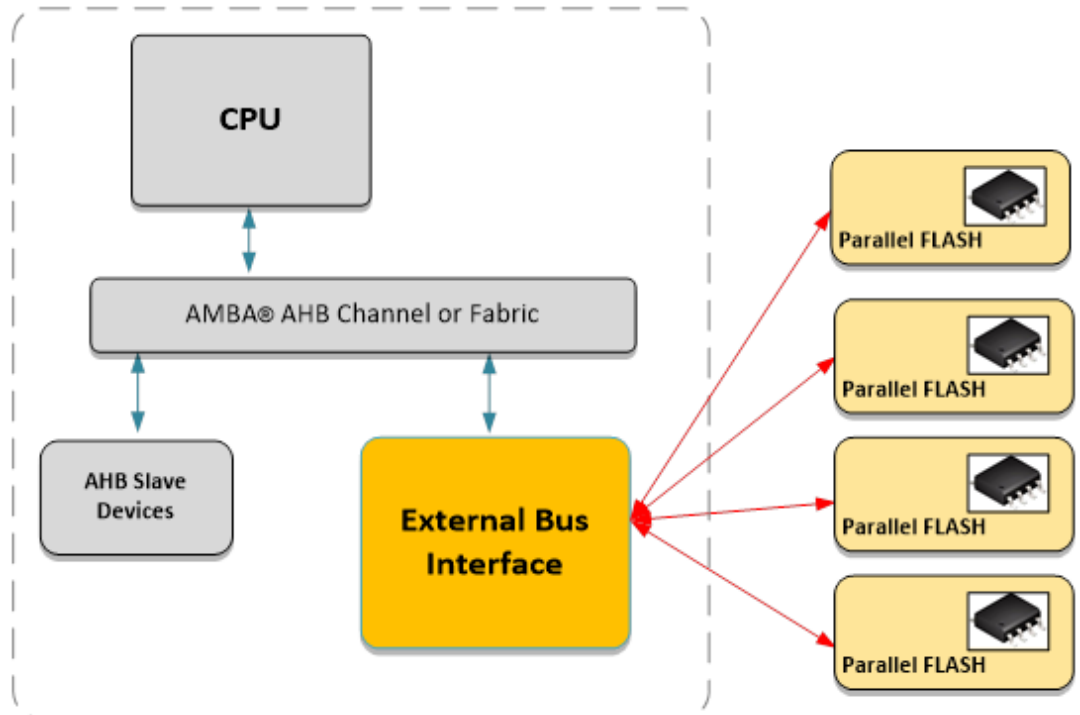 CPU
AMBA® AHB Channel or Fabric
AHB Slave
Devices
External Bus
Interface
Parallel FLASH
Parallel FLASH
Parallel FLASH
Parallel FLASH